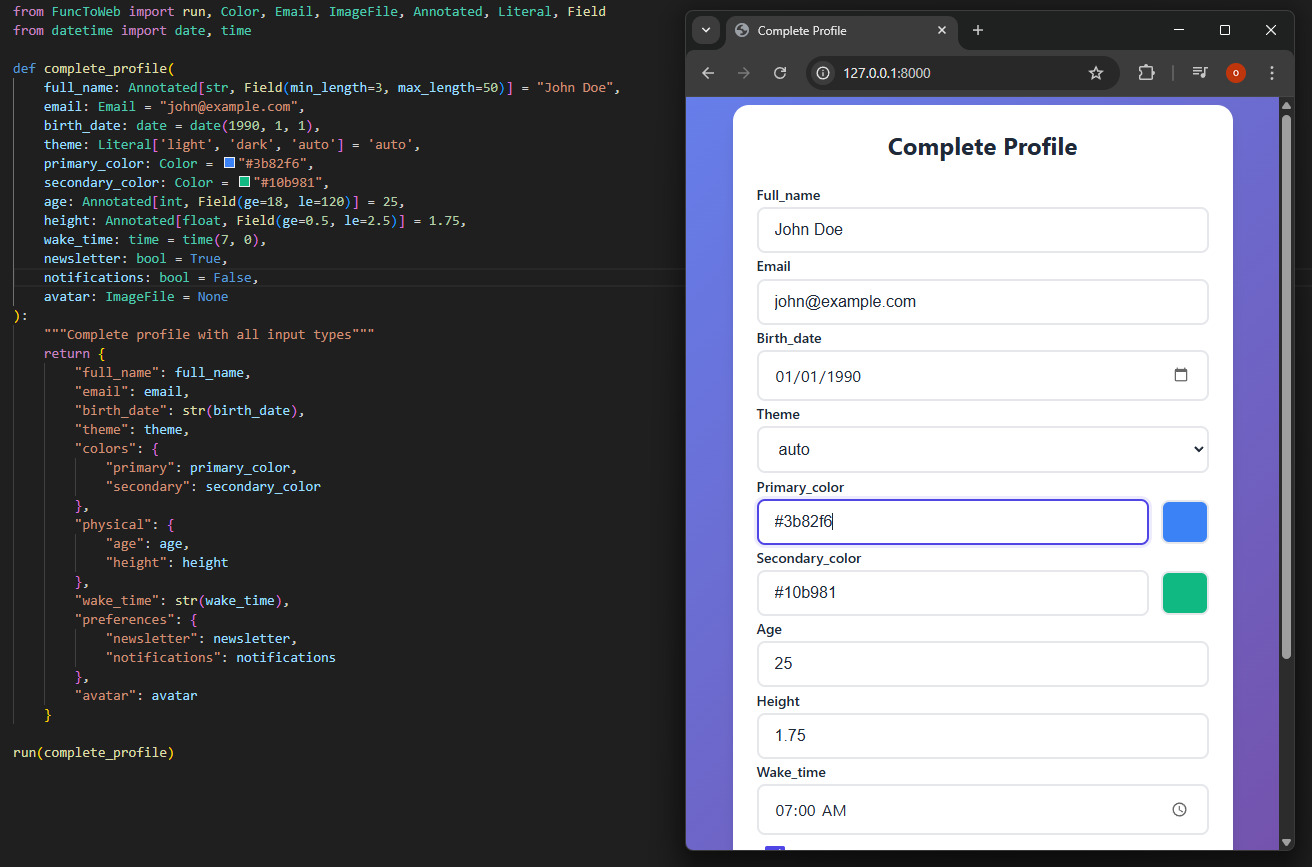 from FuncToWeb import run, Color, Email, ImageFile, Annotated, Literal, Field
from datetime import date, time
def complete_profile(
full_name: Annotated[str, Field(min_length=3, max_length=50)] = "John Doe",
email: Email = "john@example.com",
birth_date: date = date(1990, 1, 1),
theme: Literal['light', 'dark', 'auto'] = 'auto',
primary_color: Color = "#3b82f6",
secondary_color: Color = "#10b981",
age: Annotated[int, Field(ge=18, le=120)] = 25,
height: Annotated[float, Field(ge=0.5, le=2.5)] = 1.75,
wake_time: time = time(7, 0),
newsletter: bool = True,
notifications: bool = False,
avatar: ImageFile = None
):
"""Complete profile with all input types"""
return {
"full_name": full_name,
"email": email,
"birth_date": str(birth_date),
"theme": theme,
"colors": {
"primary": primary_color,
"secondary": secondary_color
},
"physical": {
"age": age,
"height": height
},
"wake_time": str(wake_time),
"preferences": {
"newsletter": newsletter,
"notifications": notifications
},
"avatar": avatar
}
run(complete_profile)
Complete Profile
127.0.0.1:8000
o
Complete Profile
Full_name
John Doe
Email
john@example.com
Birth_date
01/01/1990
Theme
auto
Primary_color
#3b82f6
Secondary_color
#10b981
Age
25
Height
1.75
Wake_time
07:00 AM